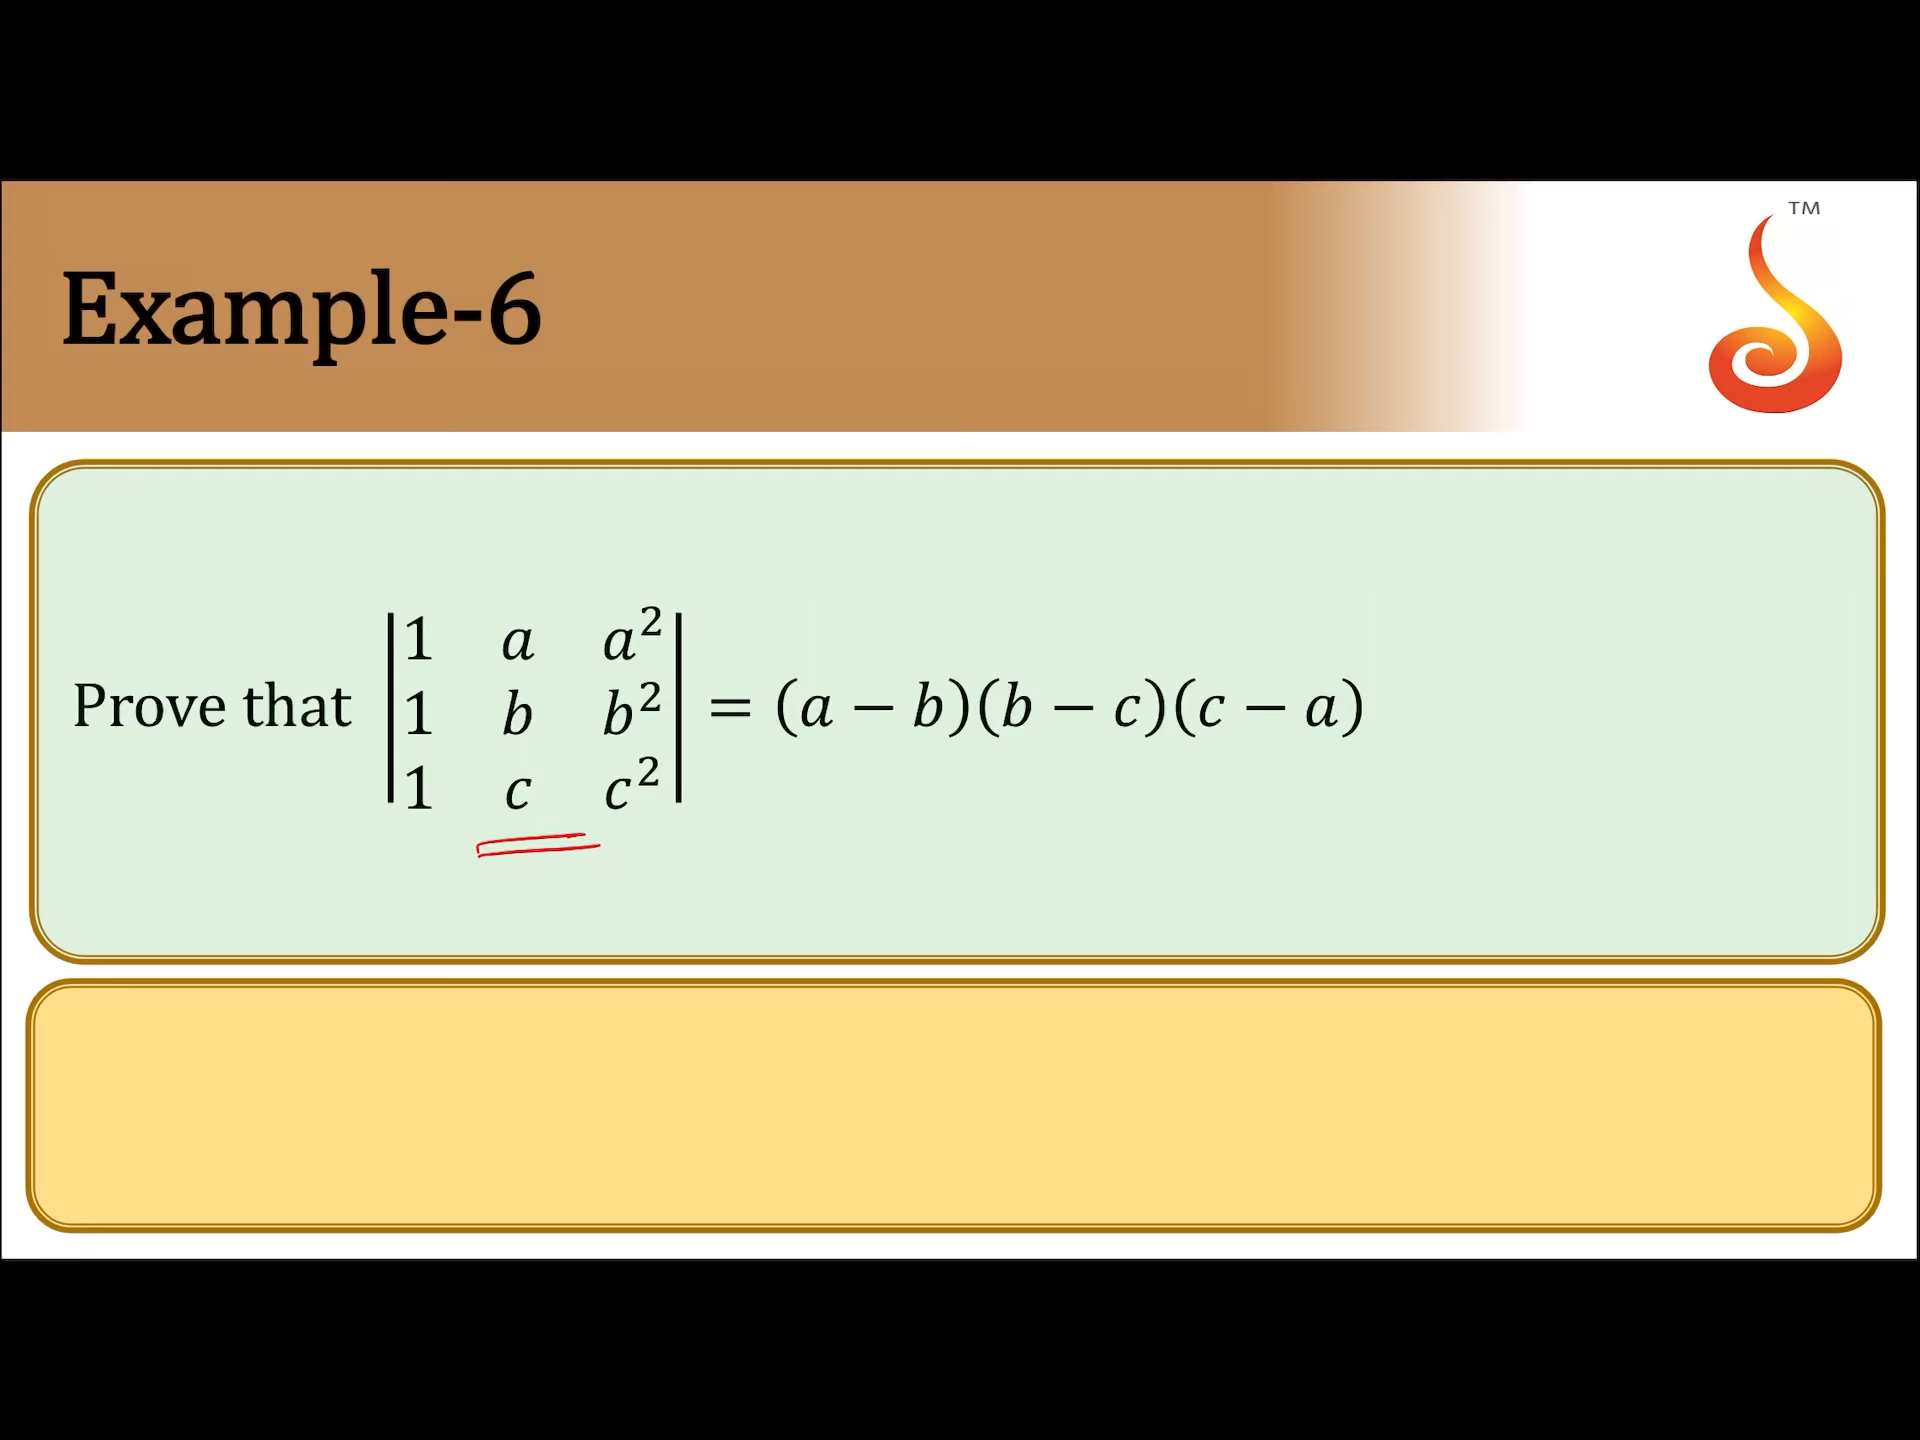 TM
Example-6
Prove that | 1 a a² | = (a − b)(b − c)(c − a)
| 1 b b² |
| 1 c c² |